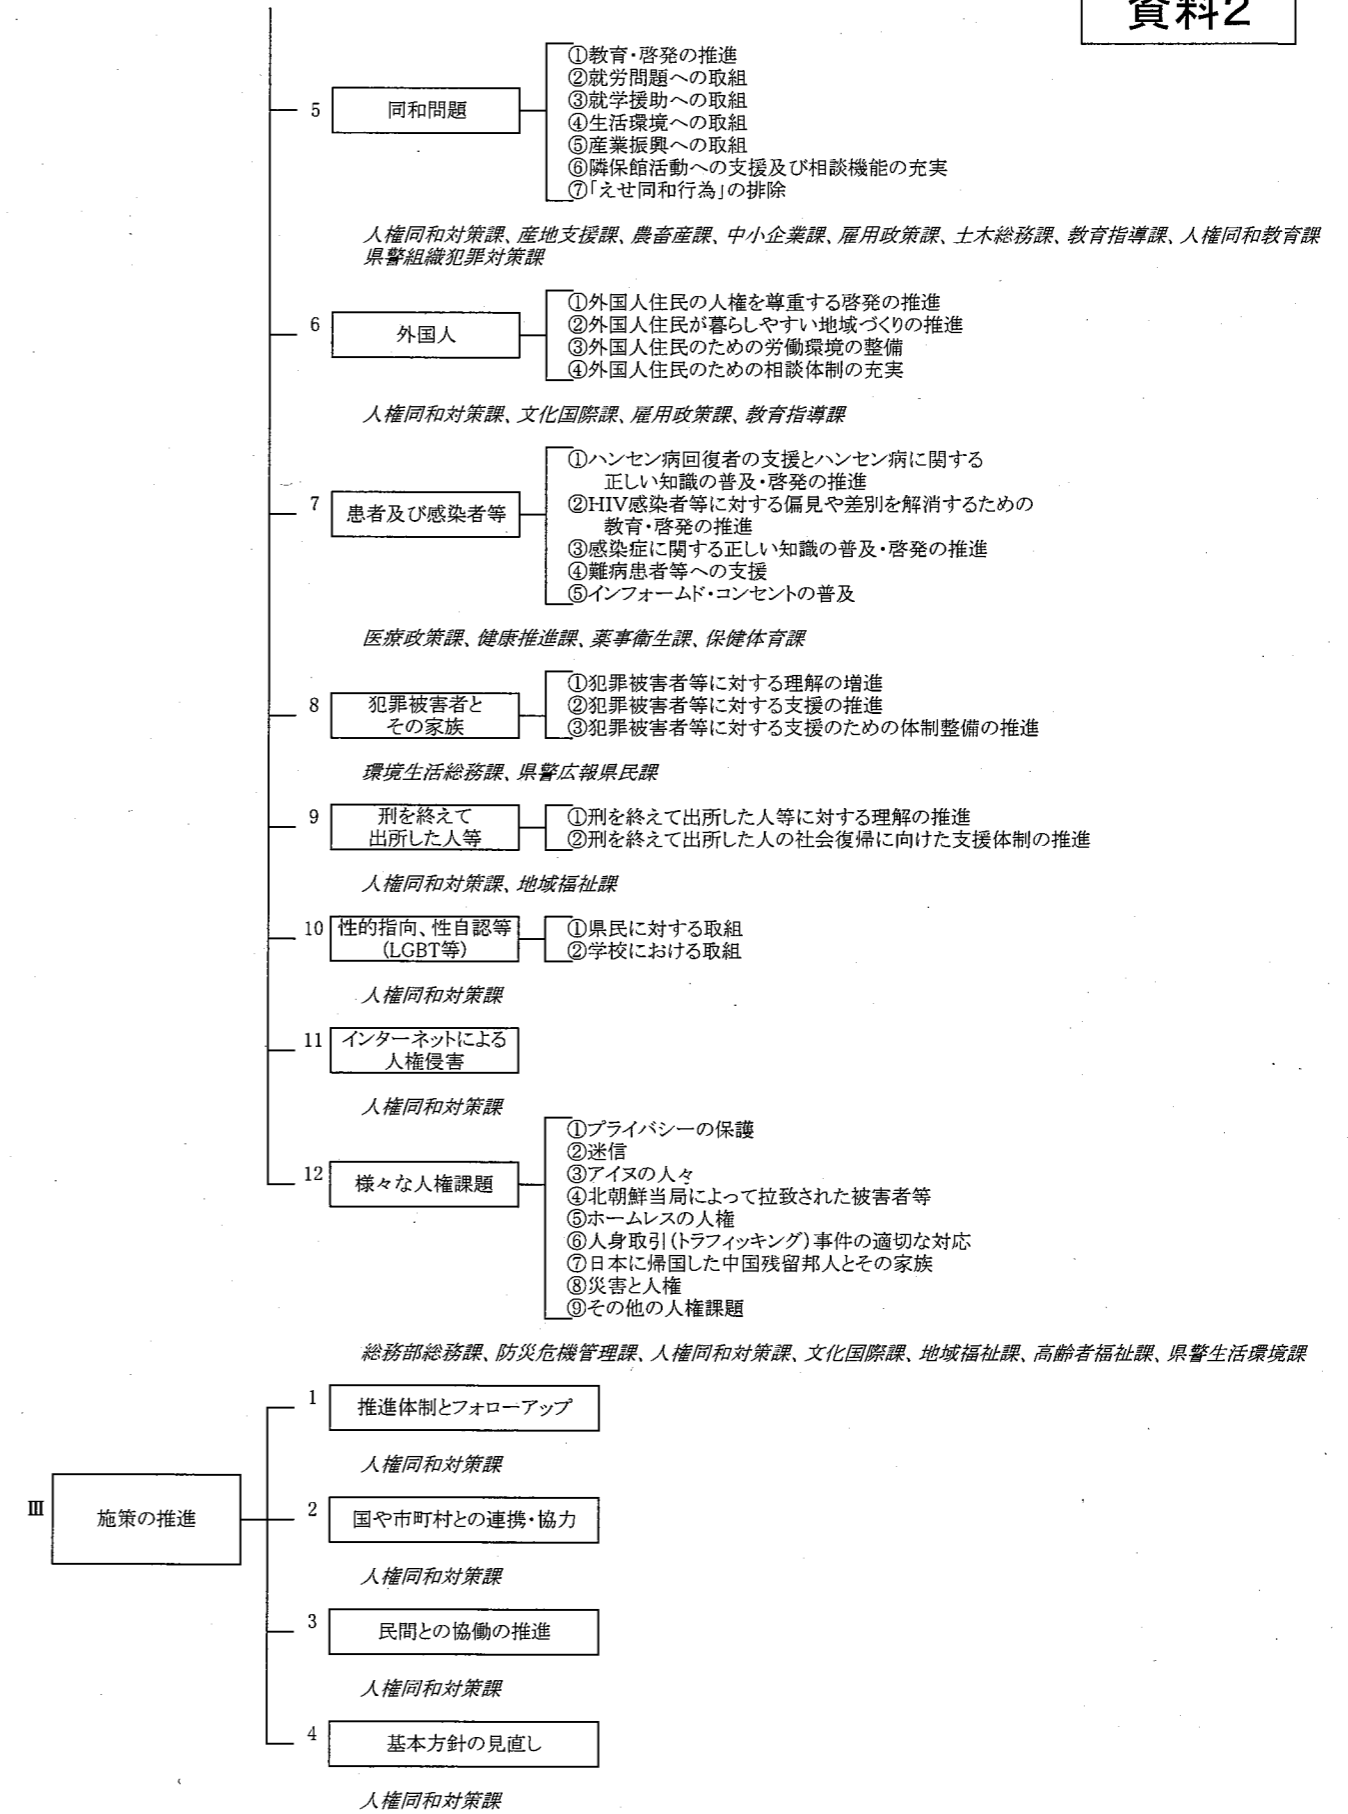 資料2
5 同和問題
①教育・啓発の推進
②就労問題への取組
③就学援助への取組
④生活環境への取組
⑤産業振興への取組
⑥隣保館活動への支援及び相談機能の充実
⑦「えせ同和行為」の排除
人権同和対策課、産地支援課、農畜産課、中小企業課、雇用政策課、土木総務課、教育指導課、人権同和教育課
県警組織犯罪対策課
6 外国人
①外国人住民の人権を尊重する啓発の推進
②外国人住民が暮らしやすい地域づくりの推進
③外国人住民のための労働環境の整備
④外国人住民のための相談体制の充実
人権同和対策課、文化国際課、雇用政策課、教育指導課
7 患者及び感染者等
①ハンセン病回復者の支援とハンセン病に関する
正しい知識の普及・啓発の推進
②HIV感染者等に対する偏見や差別を解消するための
教育・啓発の推進
③感染症に関する正しい知識の普及・啓発の推進
④難病患者等への支援
⑤インフォームド・コンセントの普及
医療政策課、健康推進課、薬事衛生課、保健体育課
8 犯罪被害者と
その家族
①犯罪被害者等に対する理解の増進
②犯罪被害者等に対する支援の推進
③犯罪被害者等に対する支援のための体制整備の推進
環境生活総務課、県警広報県民課
9 刑を終えて
出所した人等
①刑を終えて出所した人等に対する理解の推進
②刑を終えて出所した人の社会復帰に向けた支援体制の推進
人権同和対策課、地域福祉課
10 性的指向、性自認等
(LGBT等)
①県民に対する取組
②学校における取組
人権同和対策課
11 インターネットによる
人権侵害
人権同和対策課
12 様々な人権課題
①プライバシーの保護
②迷信
③アイヌの人々
④北朝鮮当局によって拉致された被害者等
⑤ホームレスの人権
⑥人身取引(トラフィッキング)事件の適切な対応
⑦日本に帰国した中国残留邦人とその家族
⑧災害と人権
⑨その他の人権課題
総務部総務課、防災危機管理課、人権同和対策課、文化国際課、地域福祉課、高齢者福祉課、県警生活環境課
Ⅲ 施策の推進
1 推進体制とフォローアップ
人権同和対策課
2 国や市町村との連携・協力
人権同和対策課
3 民間との協働の推進
人権同和対策課
4 基本方針の見直し
人権同和対策課